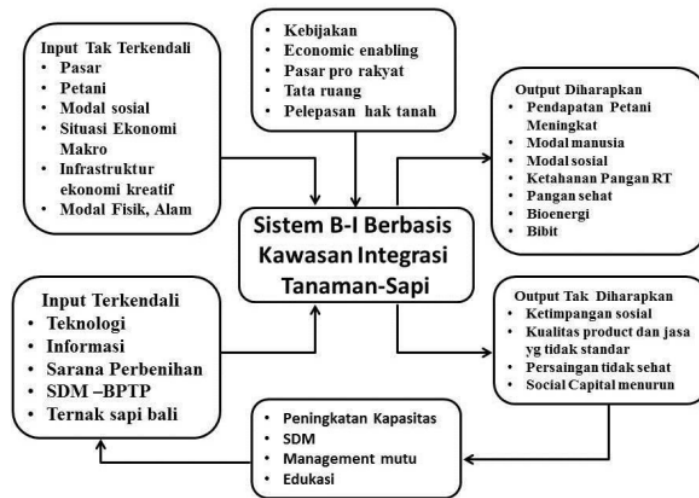 Input Tak Terkendali
• Pasar
• Petani
• Modal sosial
• Situasi Ekonomi
Makro
• Infrastruktur
ekonomi kreatif
• Modal Fisik, Alam
• Kebijakan
• Economic enabling
• Pasar pro rakyat
• Tata ruang
• Pelepasan hak tanah
Output Diharapkan
• Pendapatan Petani
Meningkat
• Modal manusia
• Modal sosial
• Ketahanan Pangan RT
• Pangan sehat
• Bioenergi
• Bibit
Sistem B-I Berbasis
Kawasan Integrasi
Tanaman-Sapi
Input Terkendali
• Teknologi
• Informasi
• Sarana Perbenihan
• SDM –BPTP
• Ternak sapi bali
Output Tak Diharapkan
• Ketimpangan sosial
• Kualitas product dan jasa
yg tidak standar
• Persaingan tidak sehat
• Social Capital menurun
• Peningkatan Kapasitas
• SDM
• Management mutu
• Edukasi